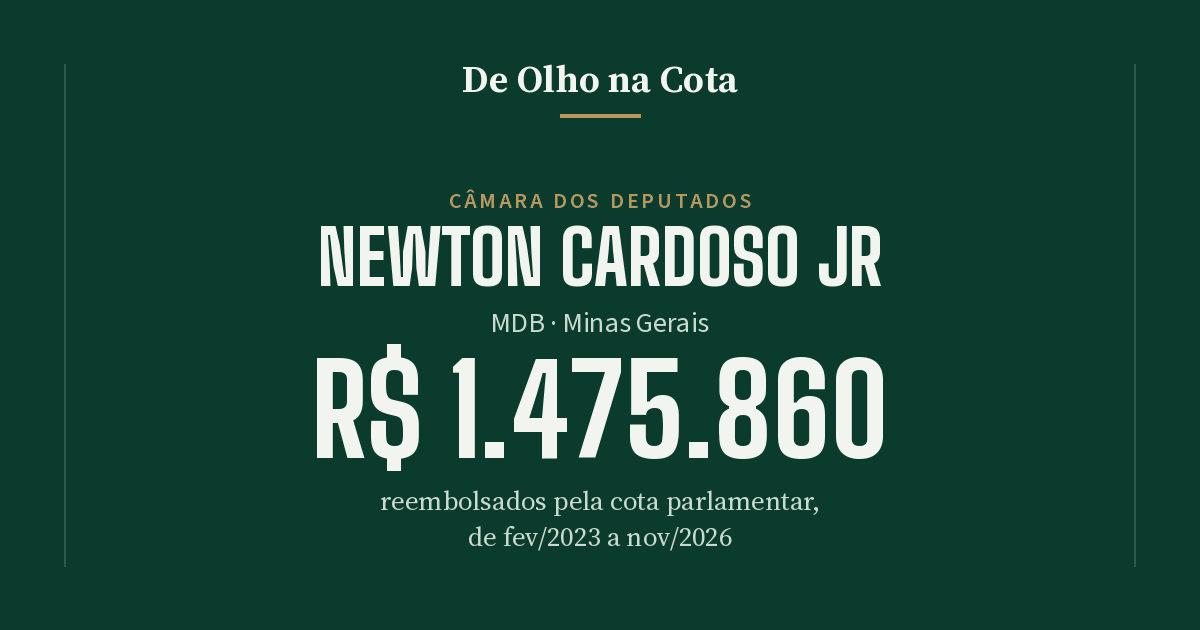 De Olho na Cota
CÂMARA DOS DEPUTADOS
NEWTON CARDOSO JR
MDB · Minas Gerais
R$ 1.475.860
reembolsados pela cota parlamentar,
de fev/2023 a nov/2026